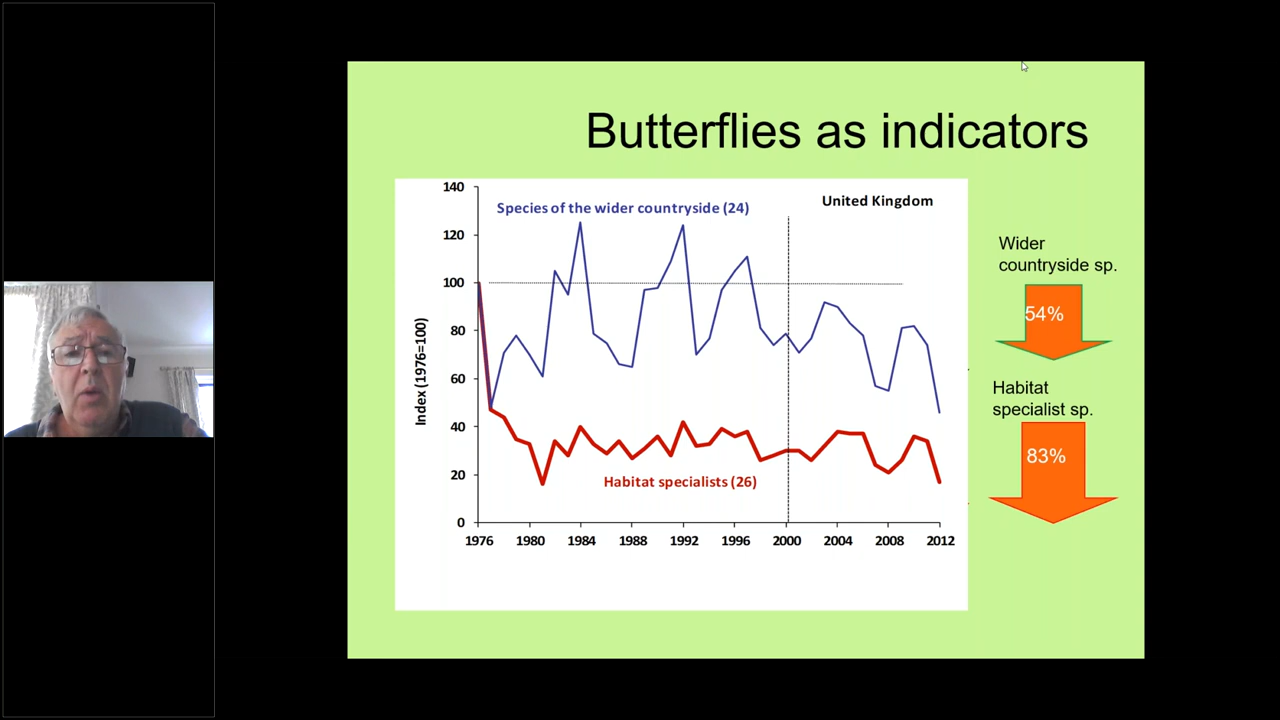 Butterflies as indicators
140
120
100
80
60
40
20
0
Index (1976=100)
Species of the wider countryside (24)
United Kingdom
Habitat specialists (26)
1976 1980 1984 1988 1992 1996 2000 2004 2008 2012
Wider
countryside sp.
54%
Habitat
specialist sp.
83%